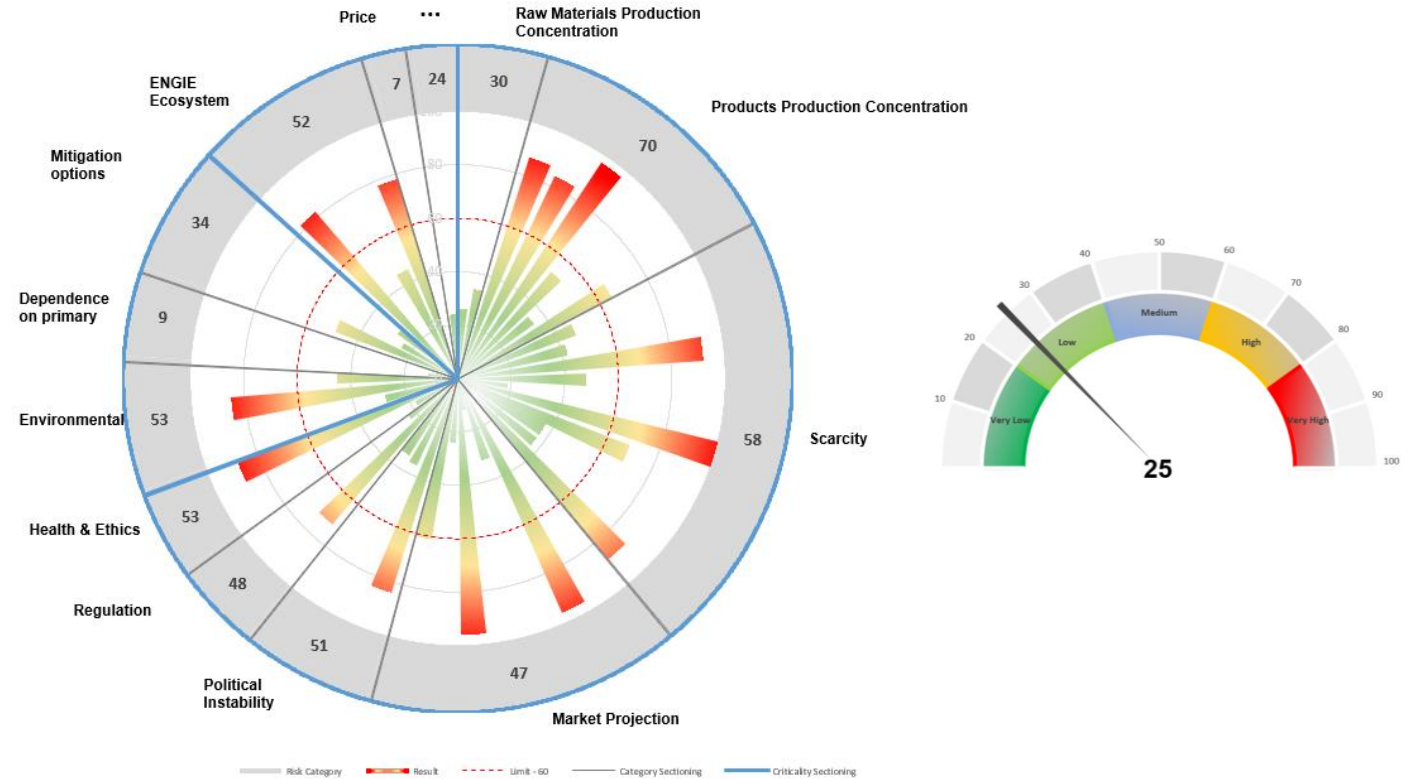 Price
...
Raw Materials Production
Concentration
ENGIE
Ecosystem
7
24
30
Products Production Concentration
52
70
Mitigation
options
80
60
34
40
Dependence
on primary
9
Environmental
53
58
Scarcity
Health & Ethics
53
Regulation
48
51
47
Political
Instability
Market Projection
Risk Category
Result
Limit - 60
Category Sectioning
Criticality Sectioning
10
20
30
40
50
60
70
80
90
100
Very Low
Low
Medium
High
Very High
25